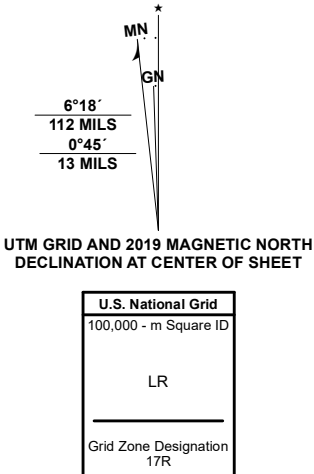 ★
MN
GN
6°18´
112 MILS
0°45´
13 MILS
UTM GRID AND 2019 MAGNETIC NORTH
DECLINATION AT CENTER OF SHEET
U.S. National Grid
100,000 - m Square ID
LR
Grid Zone Designation
17R